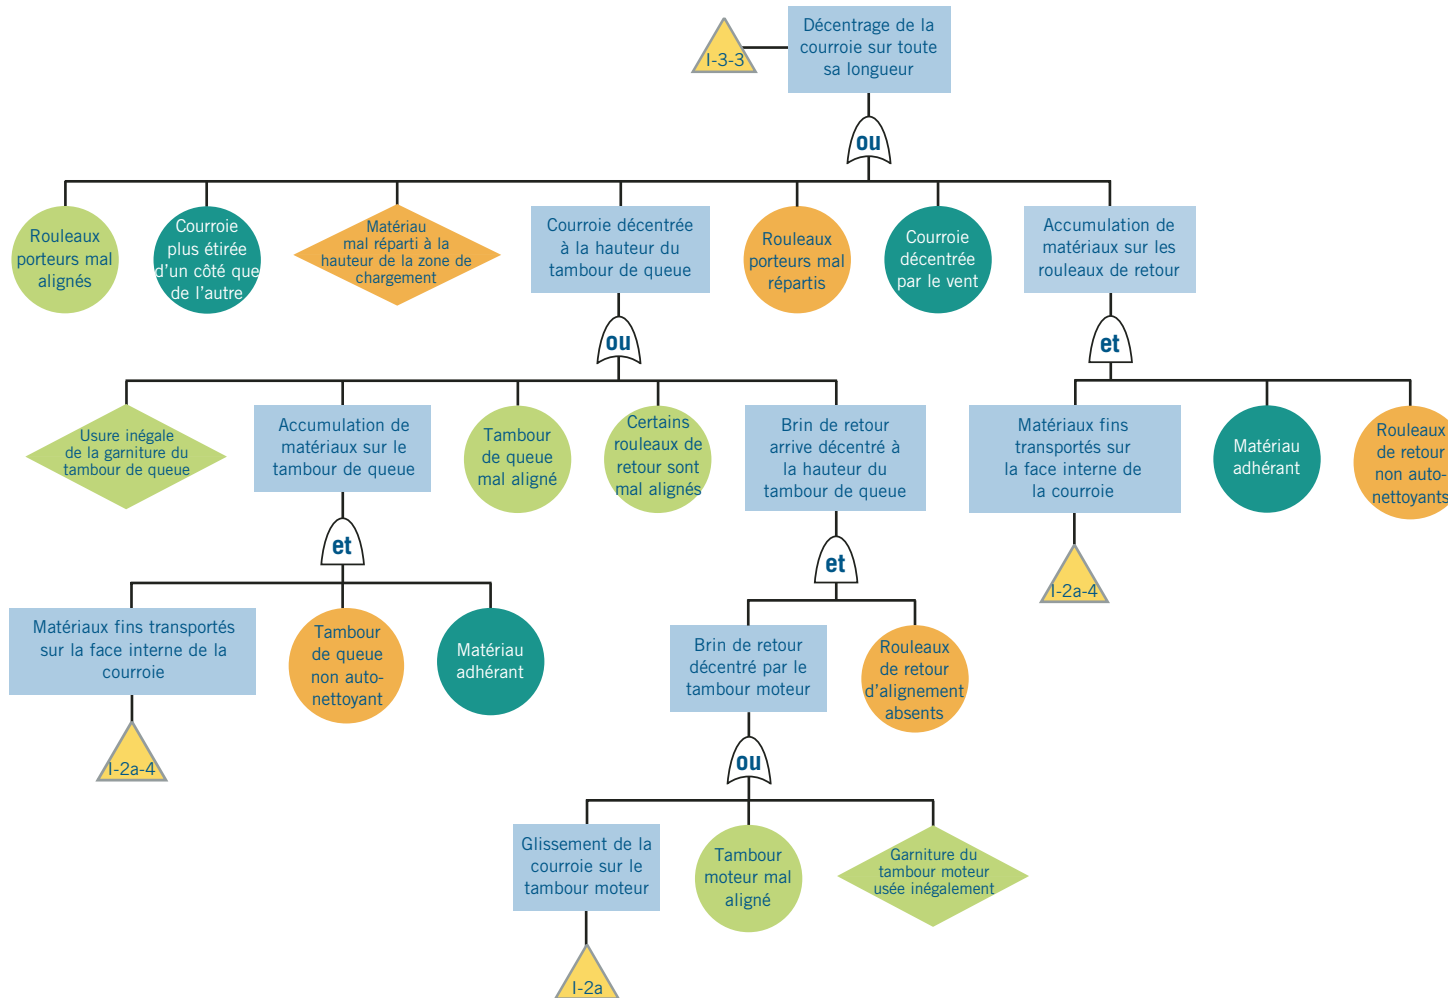 Décentrage de la
courroie sur toute
sa longueur
I-3-3
ou
Rouleaux
porteurs mal
alignés
Courroie
plus étirée
d'un côté que
de l'autre
Matériau
mal réparti à la
hauteur de la zone de
chargement
Courroie décentrée
à la hauteur du
tambour de queue
Rouleaux
porteurs mal
répartis
Courroie
décentrée
par le vent
Accumulation de
matériaux sur les
rouleaux de retour
ou
et
Usure inégale
de la garniture du
tambour de queue
Accumulation de
matériaux sur le
tambour de queue
Tambour
de queue
mal aligné
Certains
rouleaux de
retour sont
mal alignés
Brin de retour
arrive décentré à
la hauteur du
tambour de queue
Matériaux fins
transportés sur
la face interne de
la courroie
Matériau
adhérant
Rouleaux
de retour
non auto-
nettoyants
et
et
I-2a-4
Matériaux fins transportés
sur la face interne de la
courroie
Tambour
de queue
non auto-
nettoyant
Matériau
adhérant
Brin de retour
décentré par le
tambour moteur
Rouleaux
de retour
d'alignement
absents
I-2a-4
ou
Glissement de la
courroie sur le
tambour moteur
Tambour
moteur mal
aligné
Garniture du
tambour moteur
usée inégalement
I-2a